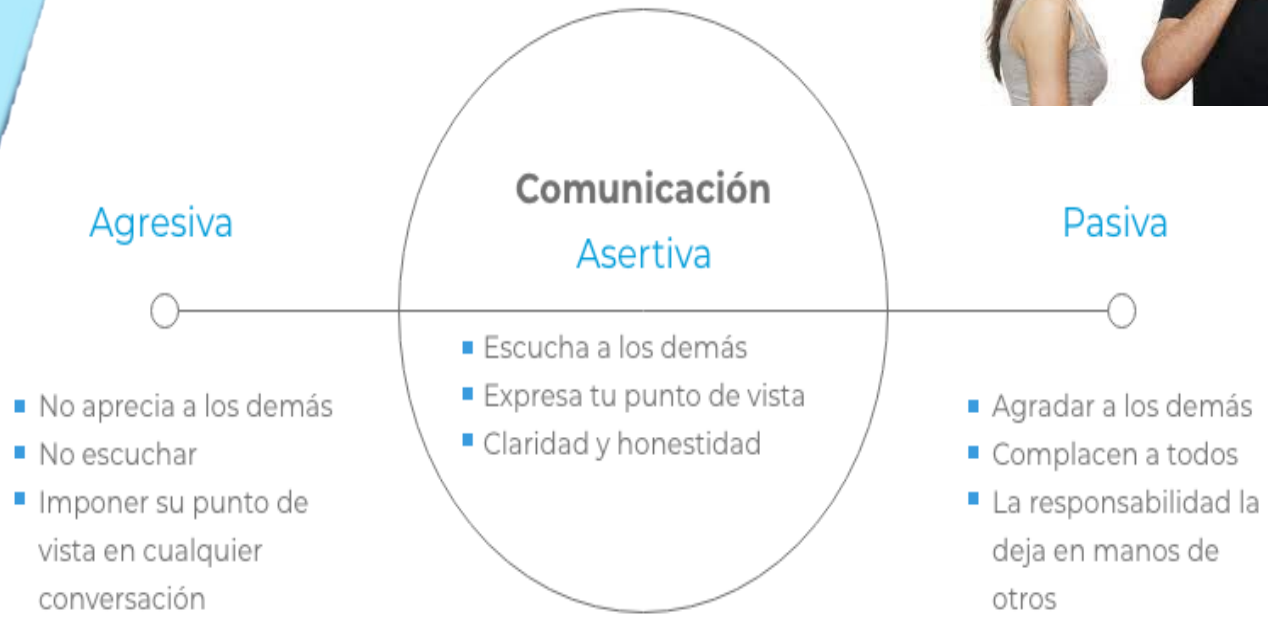 Comunicación
Asertiva
Agresiva
Pasiva
▪ Escucha a los demás
▪ Expresa tu punto de vista
▪ Claridad y honestidad
▪ No aprecia a los demás
▪ No escuchar
▪ Imponer su punto de
vista en cualquier
conversación
▪ Agradar a los demás
▪ Complacen a todos
▪ La responsabilidad la
deja en manos de
otros